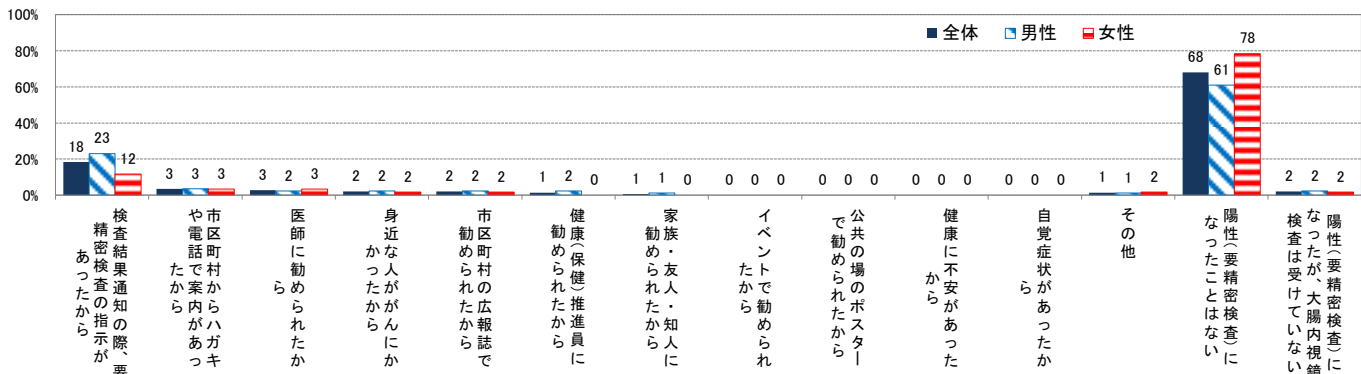 100%
80%
60%
40%
20%
0%
全体 男性 女性
18 23 12
3 3 3
3 2 3
2 2 2
2 2 2
1 2 0
1 1 0
0 0 0
0 0 0
0 0 0
0 0 0
1 1 2
68 61 78
2 2 2
検査結果通知の際、要
精密検査の指示が
あったから
市区町村からハガキ
や電話で案内があっ
たから
医師に勧められたか
ら
身近な人ががんにか
かったから
市区町村の広報誌で
勧められたから
健康(保健)推進員に
勧められたから
家族・友人・知人に
勧められたから
イベントで勧められ
たから
公共の場のポスター
で勧められたから
健康に不安があった
から
自覚症状があったか
ら
その他
陽性(要精密検査)に
なったことはない
陽性(要精密検査)に
なったが、大腸内視鏡
検査は受けていない